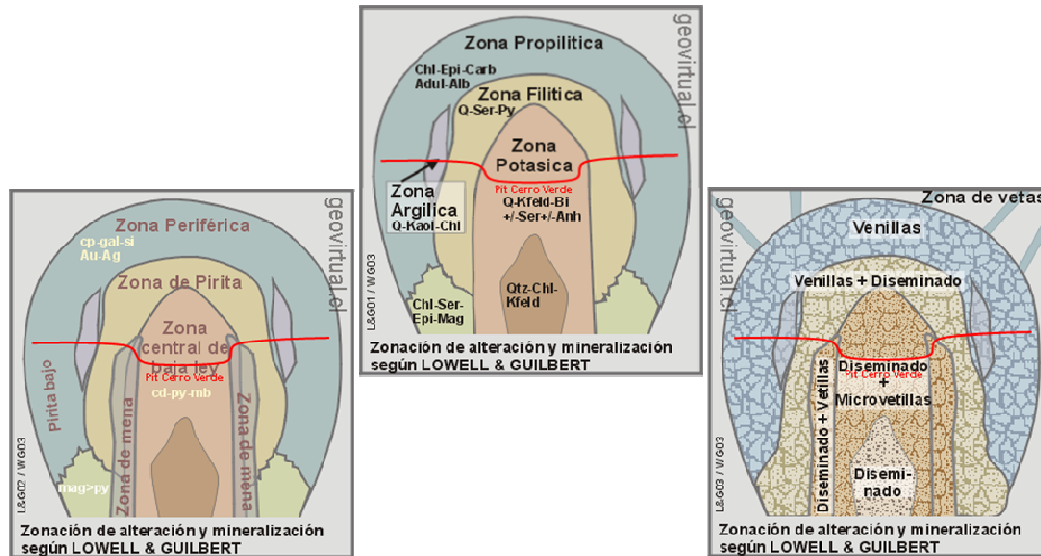 Zona Propilitica
Chl-Epi-Carb
Adul-Alb
Zona Filitica
Q-Ser-Py
Zona
Potasica
Pit Cerro Verde
Q-Kfeld-Bi
+/-Ser+/-Anh
Zona
Argilica
Q-Kaol-Chl
Chl-Ser-
Epi-Mag
Qtz-Chl-
Kfeld
geovirtual.cl
L&G01 / WG03
Zonación de alteración y mineralización
según LOWELL & GUILBERT
Zona Periférica
cp-gal-sl
Au-Ag
Zona de Pirita
Zona
central de
baja ley
Pit Cerro Verde
cd-py-mb
Pirita bajo
Zona de mena
Zona de mena
mag>py
geovirtual.cl
L&G02 / WG03
Zonación de alteración y mineralización
según LOWELL & GUILBERT
Zona de vetas
Venillas
Venillas + Diseminado
Diseminado
Pit Cerro Verde
+
Microvetillas
Diseminado + Vetillas
Disemi-
nado
geovirtual.cl
L&G03 / WG03
Zonación de alteración y mineralización
según LOWELL & GUILBERT